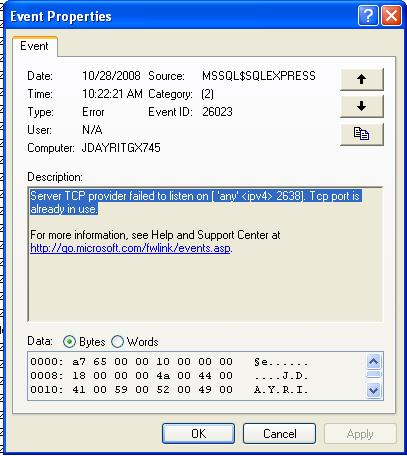 Event Properties
Event
Date: 10/28/2008 Source: MSSQL$SQLEXPRESS
Time: 10:22:21 AM Category: (2)
Type: Error Event ID: 26023
User: N/A
Computer: JDAYRITGX745
Description:
Server TCP provider failed to listen on [ 'any' <ipv4> 2638]. Tcp port is
already in use.
For more information, see Help and Support Center at
http://go.microsoft.com/fwlink/events.asp.
Data: Bytes Words
0000: a7 65 00 00 10 00 00 00 §e......
0008: 18 00 00 00 4a 00 44 00 ....J.D.
0010: 41 00 59 00 52 00 49 00 A.Y.R.I.
OK Cancel Apply